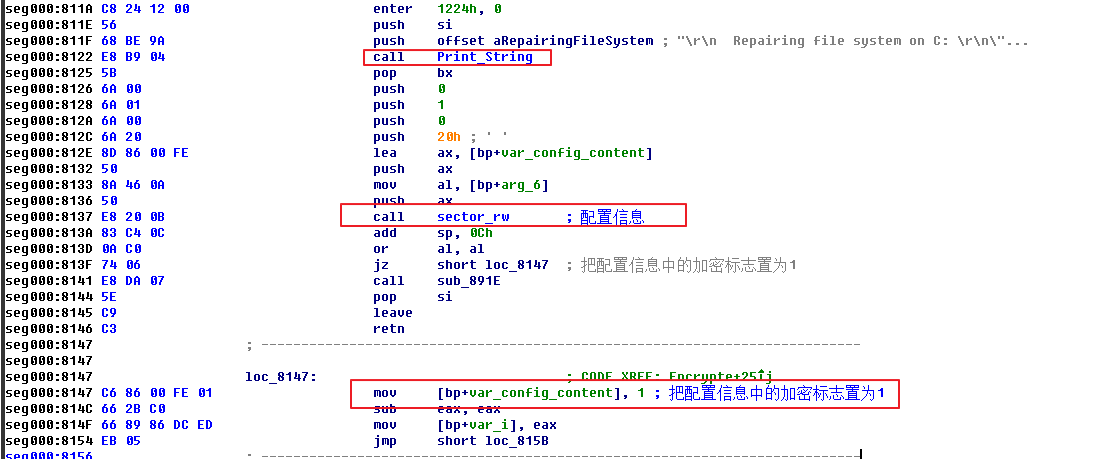 seg000:811A C8 24 12 00 enter 1224h, 0
seg000:811E 56 push si
seg000:811F 68 BE 9A push offset aRepairingFileSystem ; "\r\n  Repairing file system on C: \r\n\"...
seg000:8122 E8 B9 04 call Print_String
seg000:8125 5B pop bx
seg000:8126 6A 00 push 0
seg000:8128 6A 01 push 1
seg000:812A 6A 00 push 0
seg000:812C 6A 20 push 20h ; ' '
seg000:812E 8D 86 00 FE lea ax, [bp+var_config_content]
seg000:8132 50 push ax
seg000:8133 8A 46 0A mov al, [bp+arg_6]
seg000:8136 50 push ax
seg000:8137 E8 20 0B call sector_rw ; 配置信息
seg000:813A 83 C4 0C add sp, 0Ch
seg000:813D 0A C0 or al, al
seg000:813F 74 06 jz short loc_8147 ; 把配置信息中的加密标志置为1
seg000:8141 E8 DA 07 call sub_891E
seg000:8144 5E pop si
seg000:8145 C9 leave
seg000:8146 C3 retn
seg000:8147 ; ---------------------------------------------------------------------------
seg000:8147
seg000:8147 loc_8147: ; CODE XREF: Encrypte+25↑j
seg000:8147 C6 86 00 FE 01 mov [bp+var_config_content], 1 ; 把配置信息中的加密标志置为1
seg000:814C 66 2B C0 sub eax, eax
seg000:814F 66 89 86 DC ED mov [bp+var_i], eax
seg000:8154 EB 05 jmp short loc_815B
seg000:8156 ; ---------------------------------------------------------------------------